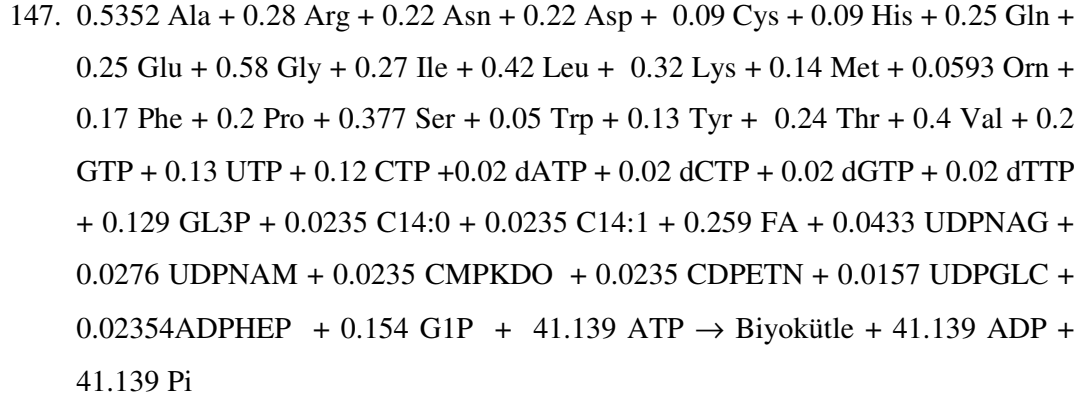 147. 0.5352 Ala + 0.28 Arg + 0.22 Asn + 0.22 Asp + 0.09 Cys + 0.09 His + 0.25 Gln +
0.25 Glu + 0.58 Gly + 0.27 Ile + 0.42 Leu + 0.32 Lys + 0.14 Met + 0.0593 Orn +
0.17 Phe + 0.2 Pro + 0.377 Ser + 0.05 Trp + 0.13 Tyr + 0.24 Thr + 0.4 Val + 0.2
GTP + 0.13 UTP + 0.12 CTP +0.02 dATP + 0.02 dCTP + 0.02 dGTP + 0.02 dTTP
+ 0.129 GL3P + 0.0235 C14:0 + 0.0235 C14:1 + 0.259 FA + 0.0433 UDPNAG +
0.0276 UDPNAM + 0.0235 CMPKDO + 0.0235 CDPETN + 0.0157 UDPGLC +
0.02354ADPHEP + 0.154 G1P + 41.139 ATP → Biyokütle + 41.139 ADP +
41.139 Pi